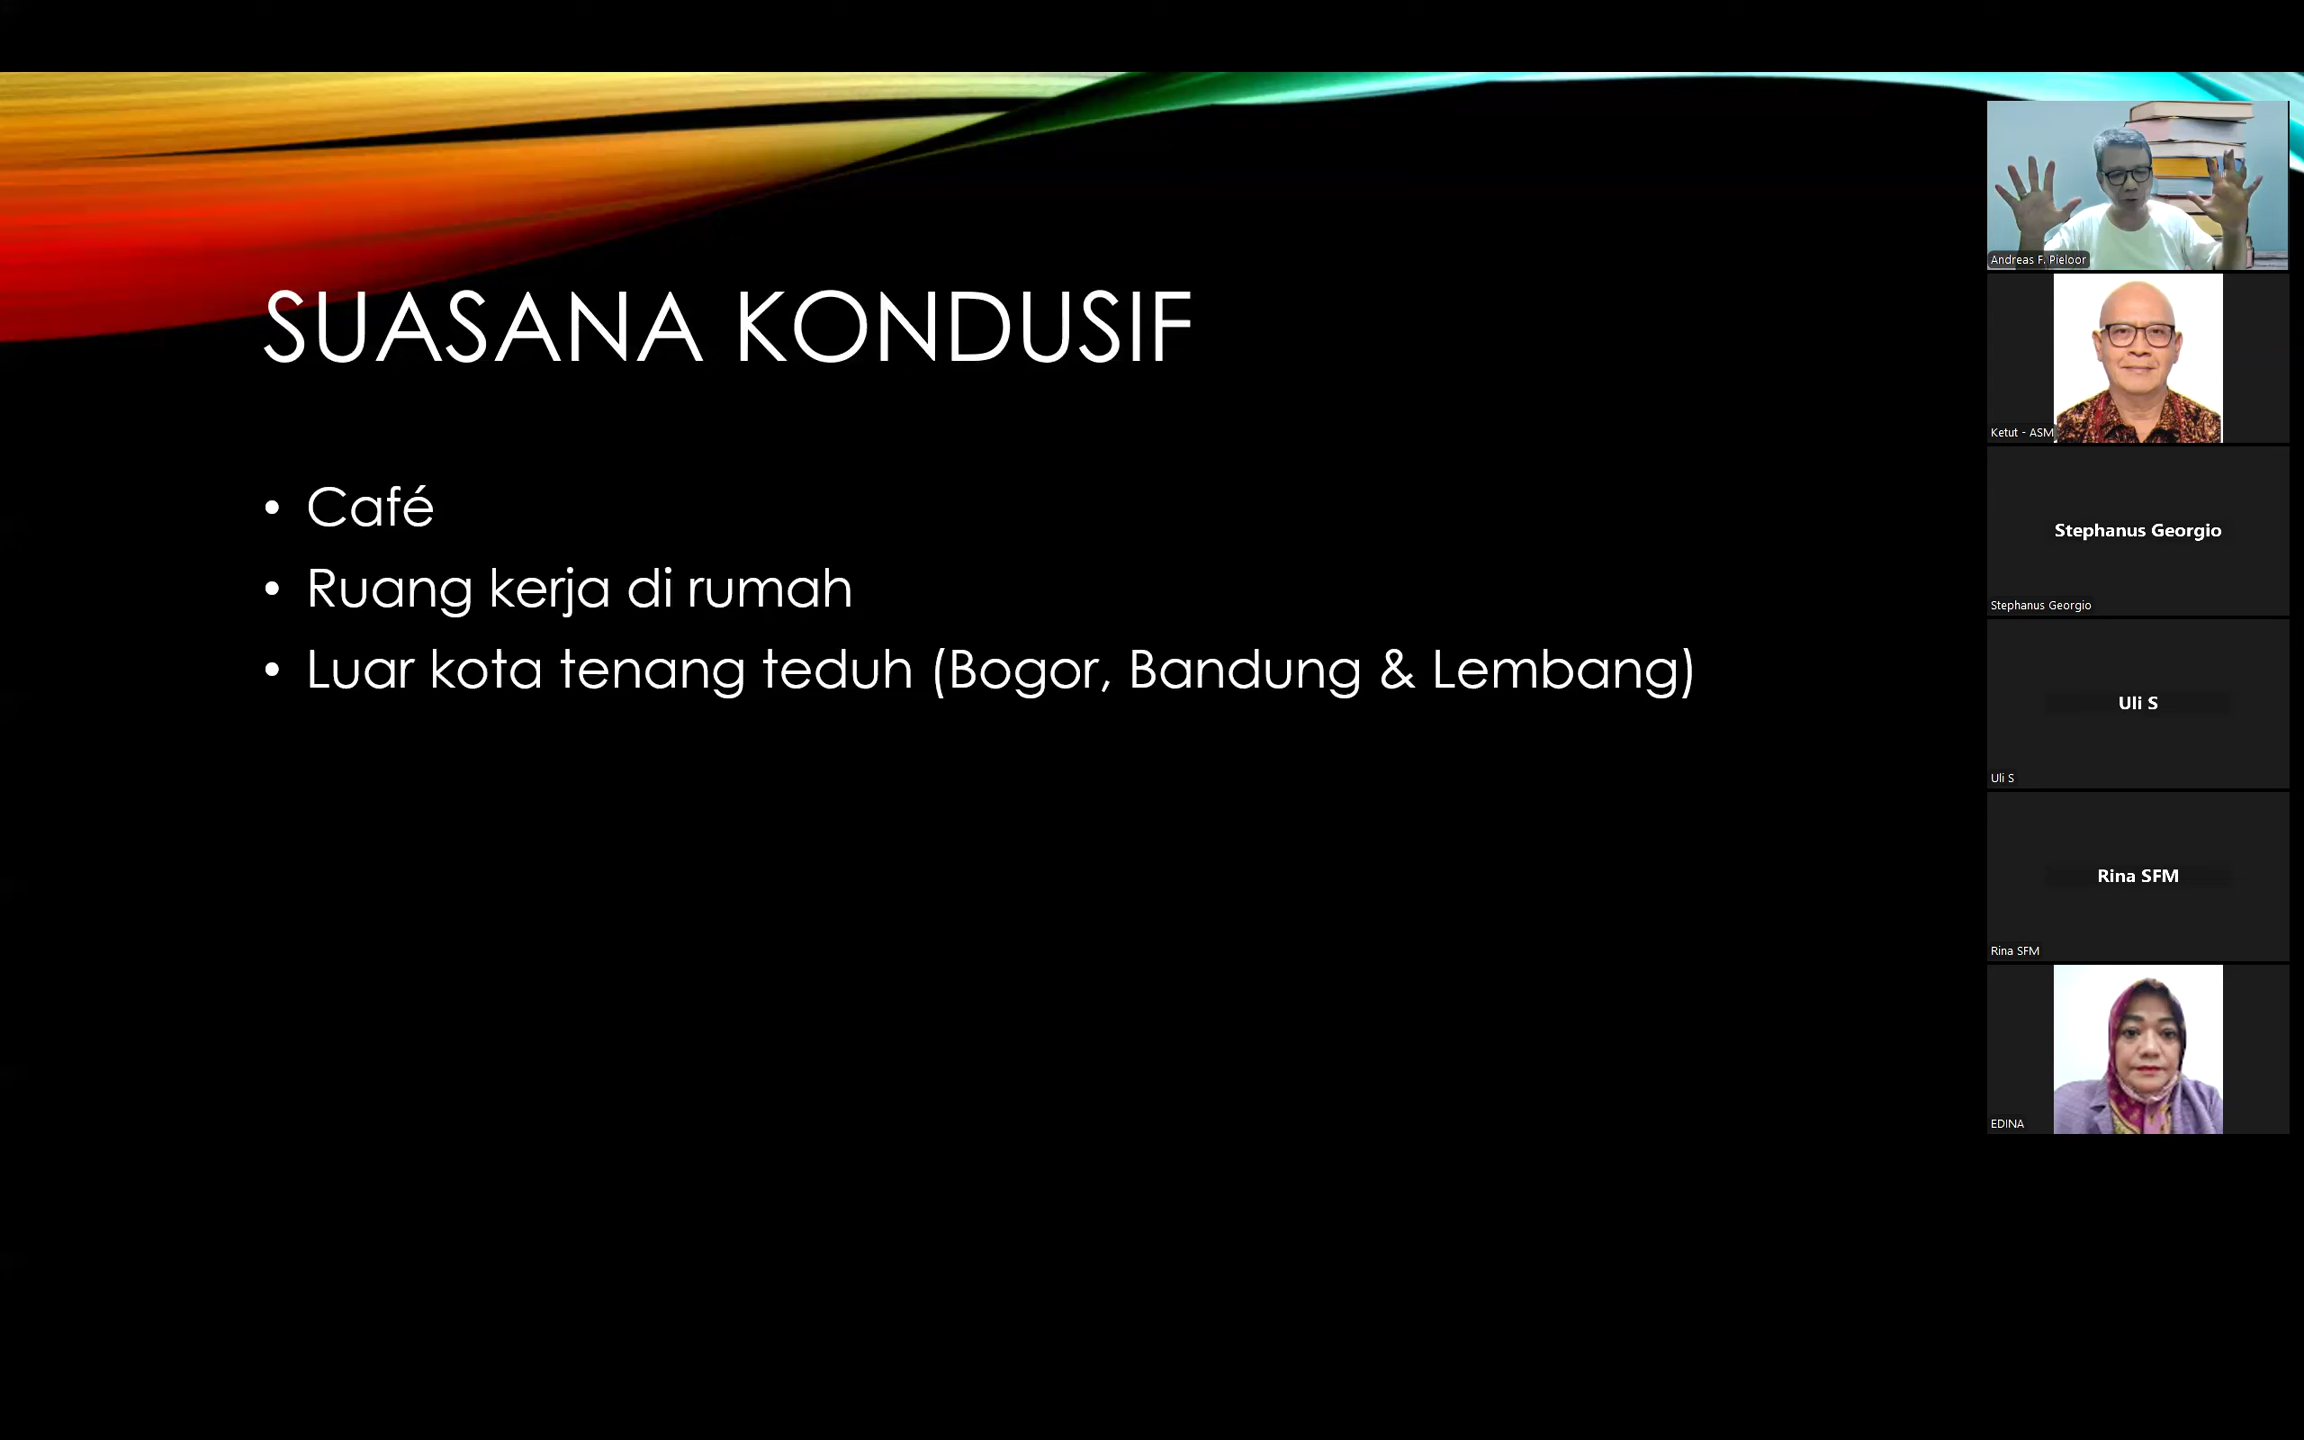 SUASANA KONDUSIF
• Café
• Ruang kerja di rumah
• Luar kota tenang teduh (Bogor, Bandung & Lembang)
Andreas F. Pieloor
Ketut - ASM
Stephanus Georgio
Stephanus Georgio
Uli S
Uli S
Rina SFM
Rina SFM
EDINA